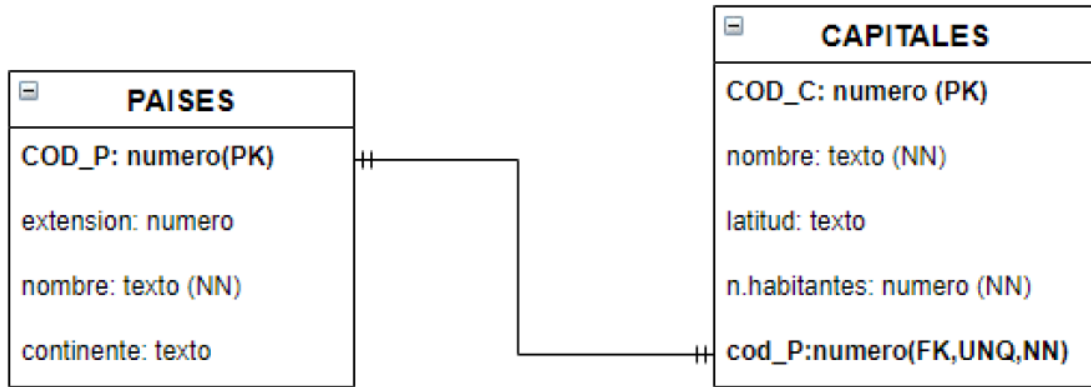 PAISES
COD_P: numero(PK)
extension: numero
nombre: texto (NN)
continente: texto
CAPITALES
COD_C: numero (PK)
nombre: texto (NN)
latitud: texto
n.habitantes: numero (NN)
cod_P:numero(FK,UNQ,NN)